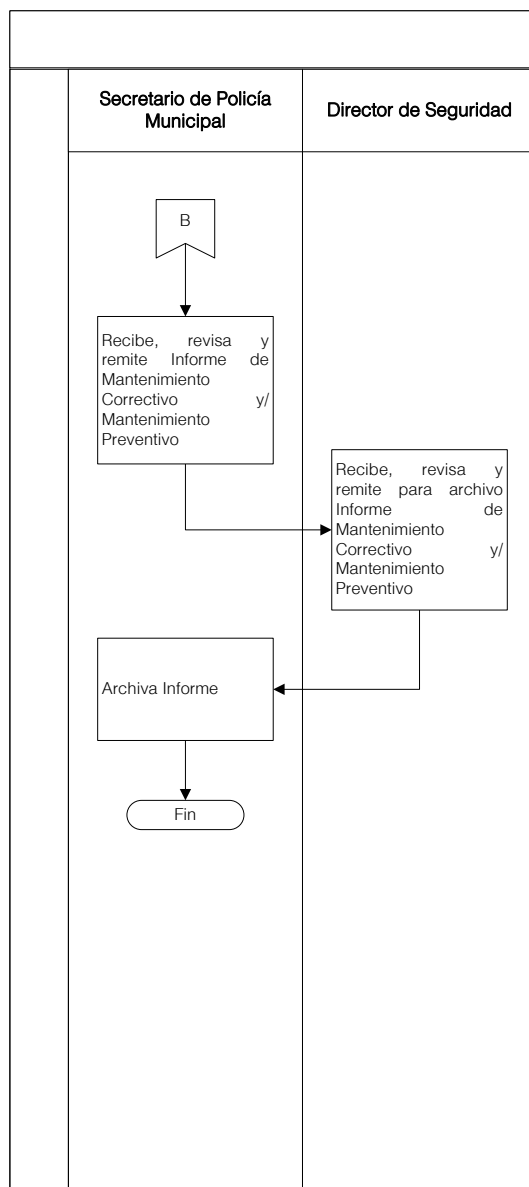 Secretario de Policía
Municipal
Director de Seguridad
B
Recibe, revisa y
remite Informe de
Mantenimiento
Correctivo y/
Mantenimiento
Preventivo
Recibe, revisa y
remite para archivo
Informe de
Mantenimiento
Correctivo y/
Mantenimiento
Preventivo
Archiva Informe
Fin